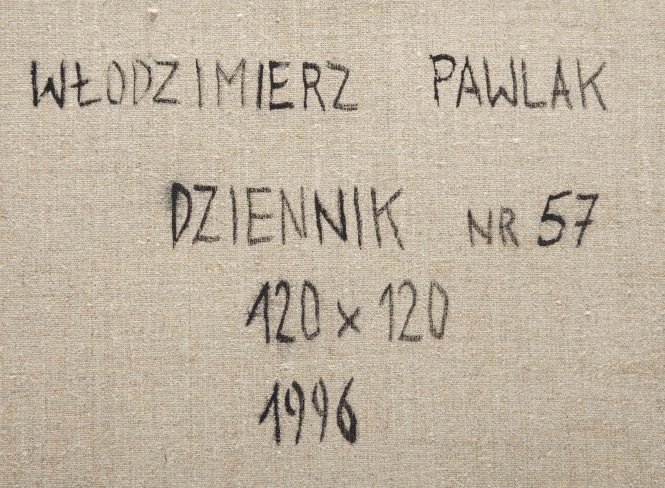 WŁODZIMIERZ PAWLAK
DZIENNIK NR 57
120 x 120
1996